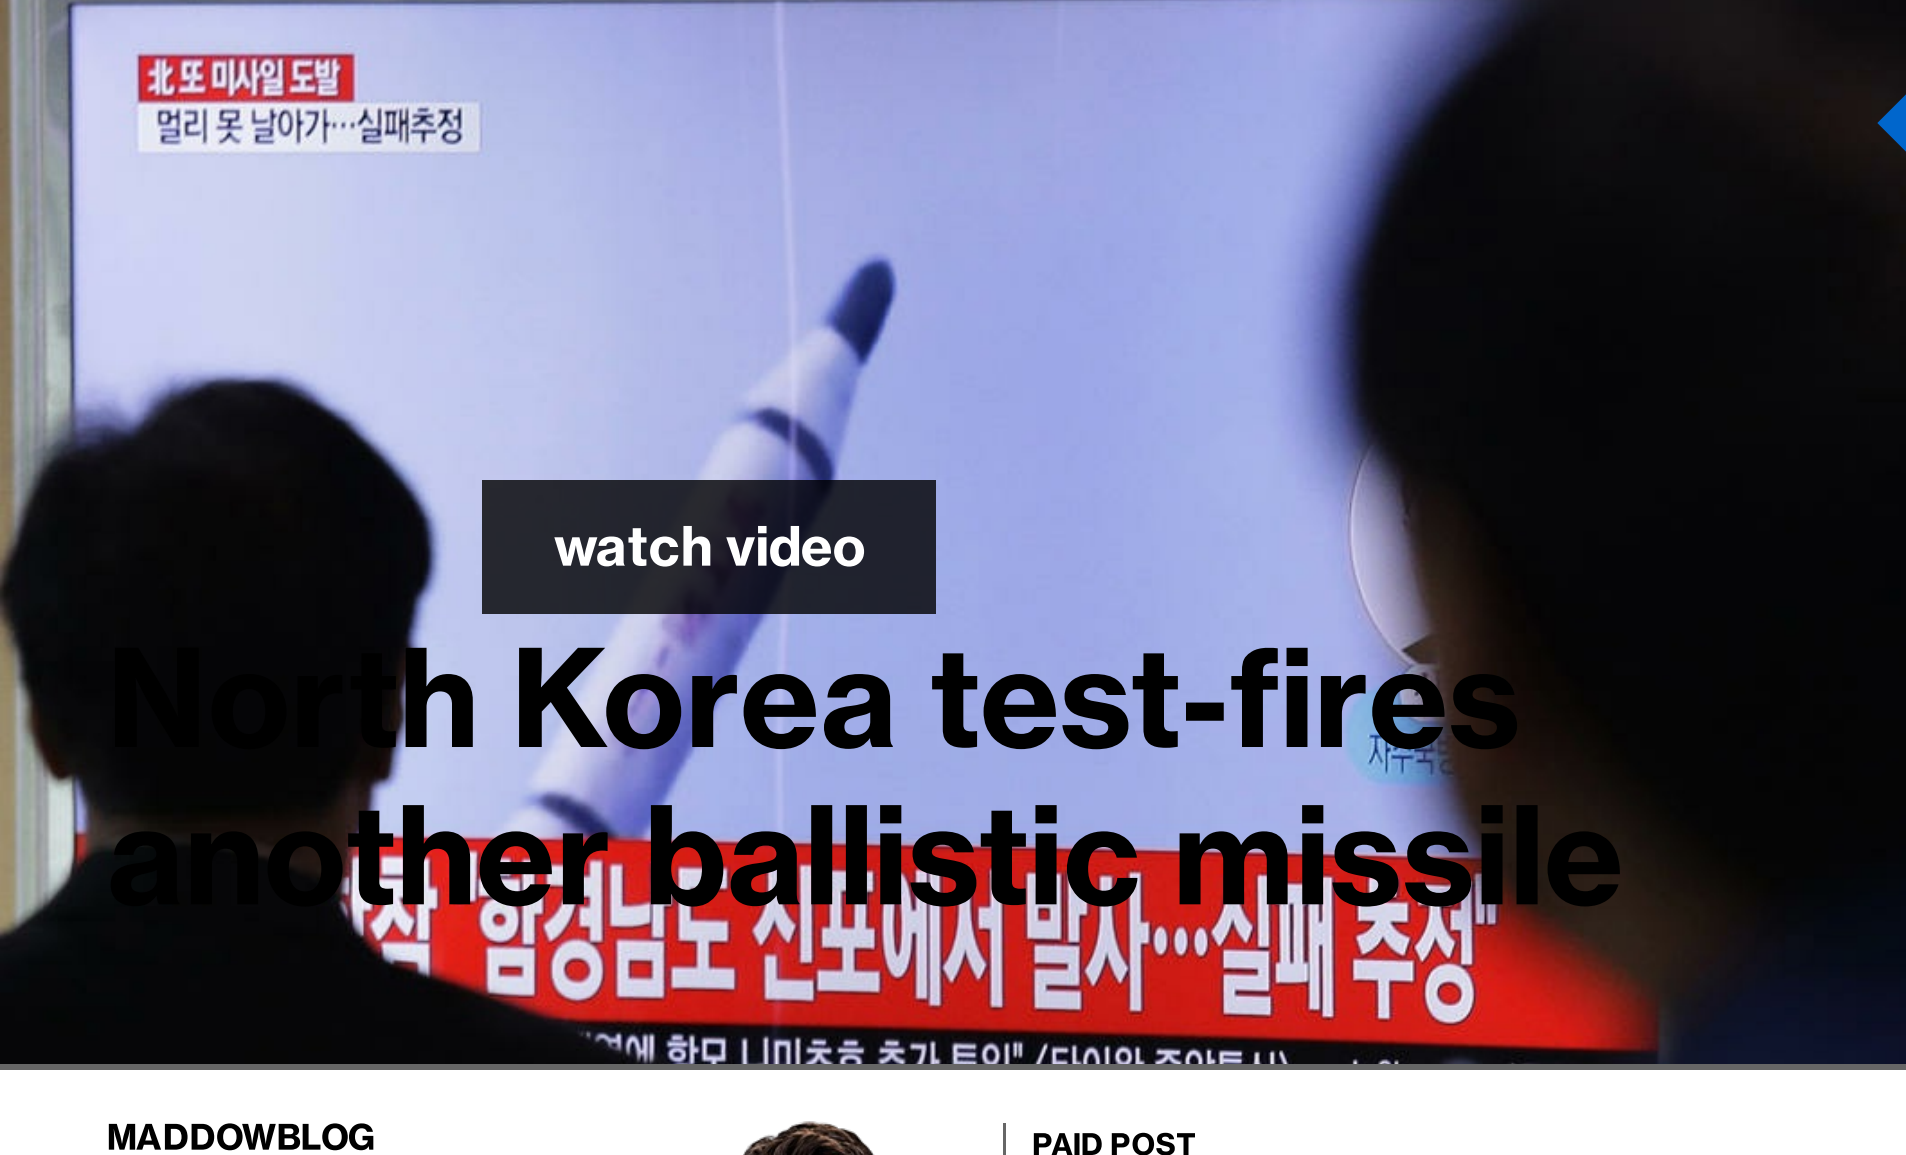 北 또 미사일 도발
멀리 못 날아가…실패추정
watch video
North Korea test-fires
another ballistic missile
"함경남도 신포에서 발사…실패 추정"
MADDOWBLOG
PAID POST